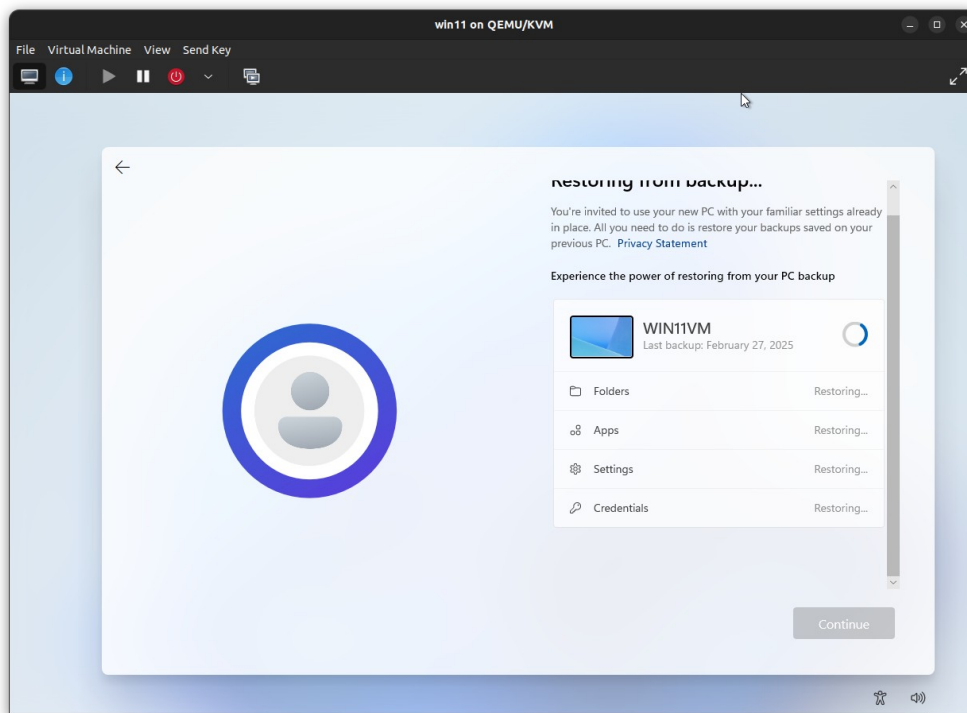 win11 on QEMU/KVM
File Virtual Machine View Send Key
Restoring from backup...
You're invited to use your new PC with your familiar settings already
in place. All you need to do is restore your backups saved on your
previous PC. Privacy Statement
Experience the power of restoring from your PC backup
WIN11VM
Last backup: February 27, 2025
Folders Restoring...
Apps Restoring...
Settings Restoring...
Credentials Restoring...
Continue